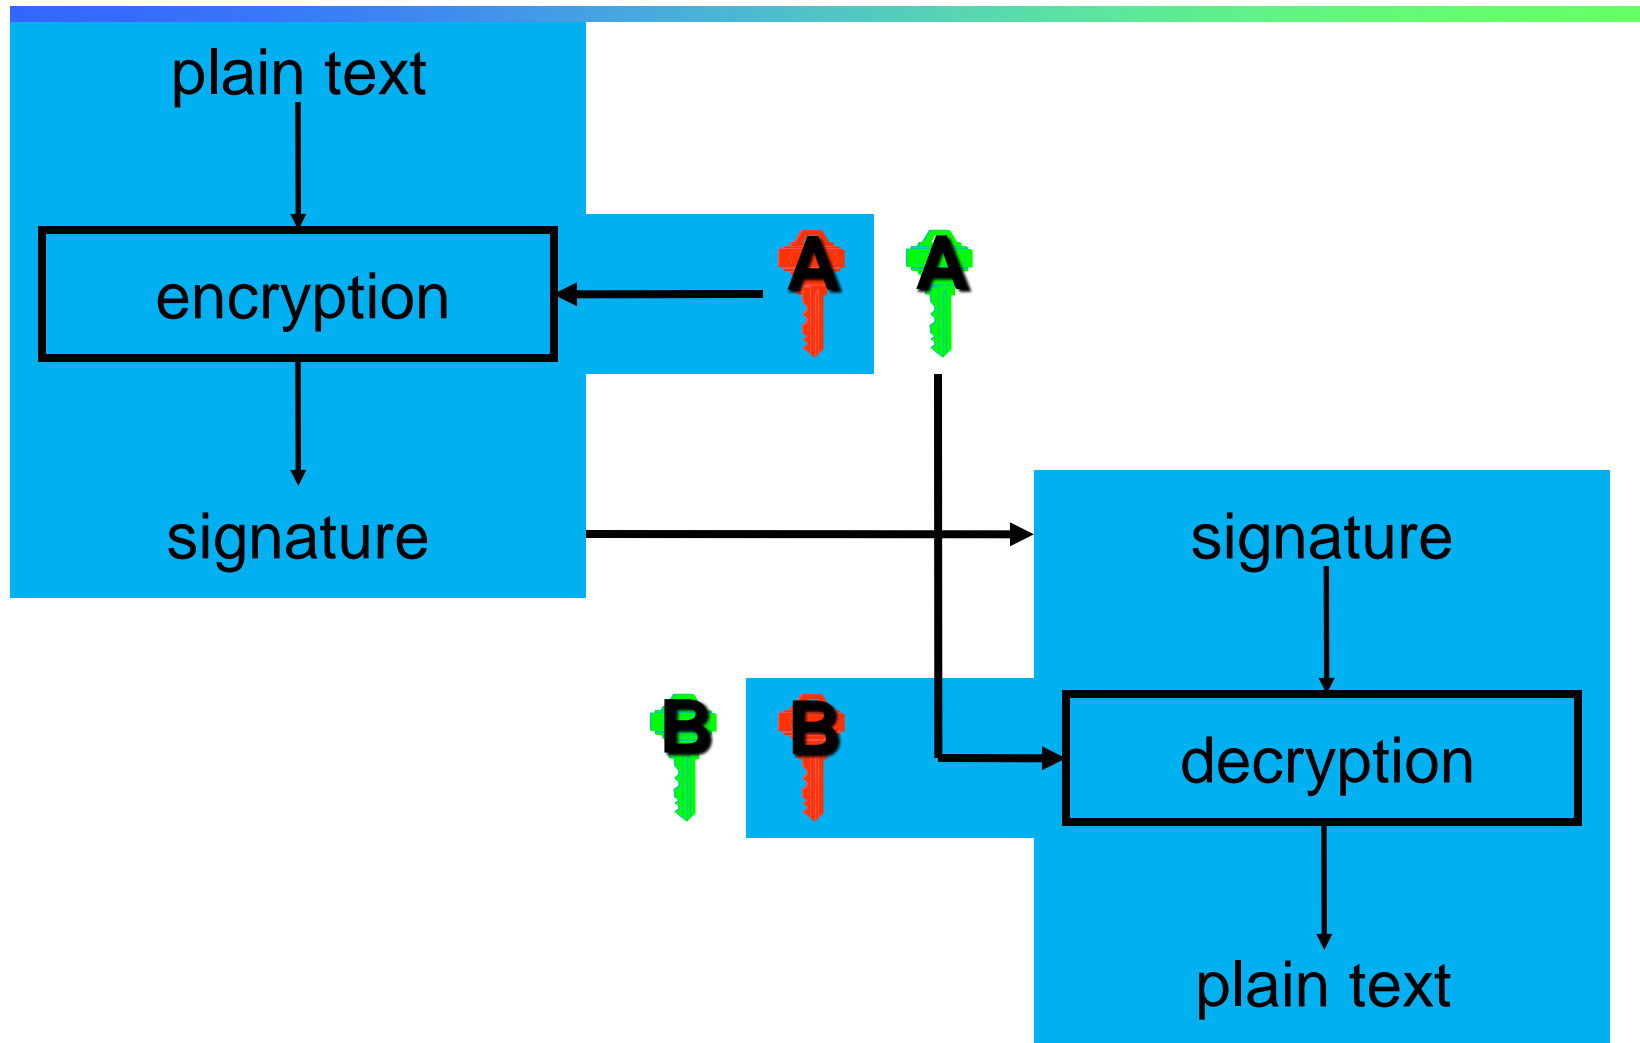 plain text
encryption
A
A
signature
signature
B
B
decryption
plain text